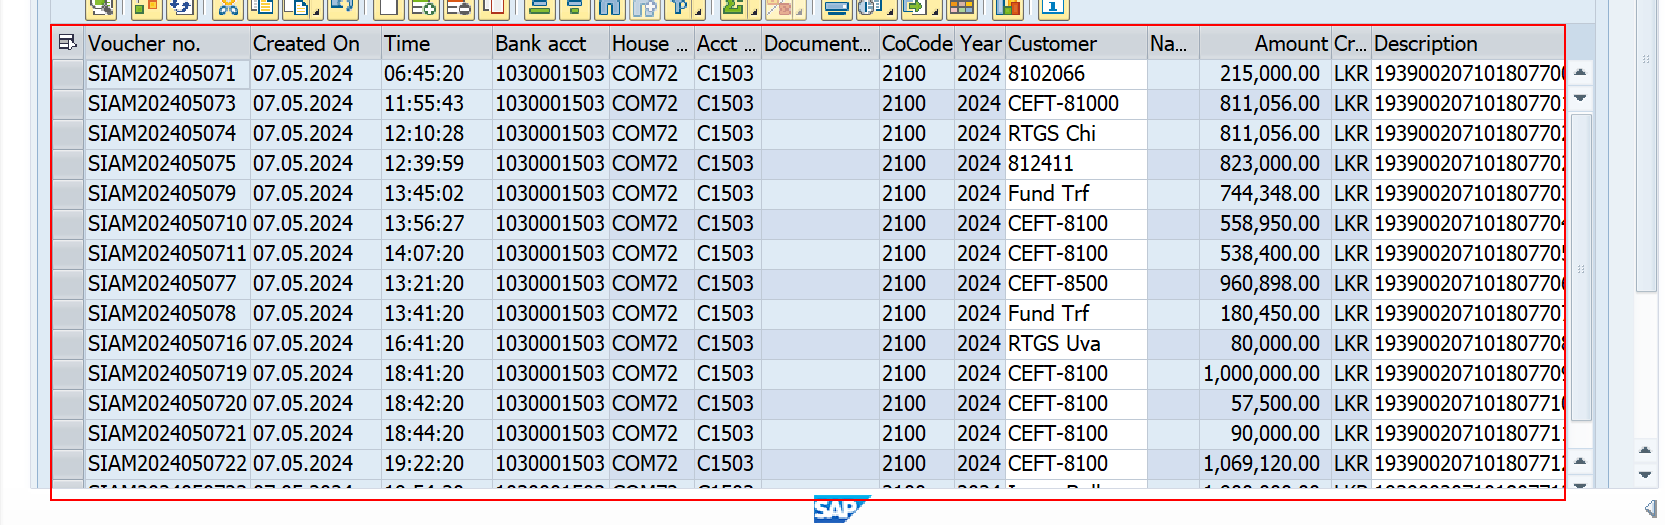 Voucher no. Created On Time Bank acct House ... Acct ... Document... CoCode Year Customer Na... Amount Cr... Description
SIAM202405071 07.05.2024 06:45:20 1030001503 COM72 C1503 2100 2024 8102066 215,000.00 LKR 193900207101807700
SIAM202405073 07.05.2024 11:55:43 1030001503 COM72 C1503 2100 2024 CEFT-81000 811,056.00 LKR 193900207101807701
SIAM202405074 07.05.2024 12:10:28 1030001503 COM72 C1503 2100 2024 RTGS Chi 811,056.00 LKR 193900207101807702
SIAM202405075 07.05.2024 12:39:59 1030001503 COM72 C1503 2100 2024 812411 823,000.00 LKR 193900207101807702
SIAM202405079 07.05.2024 13:45:02 1030001503 COM72 C1503 2100 2024 Fund Trf 744,348.00 LKR 193900207101807703
SIAM2024050710 07.05.2024 13:56:27 1030001503 COM72 C1503 2100 2024 CEFT-8100 558,950.00 LKR 193900207101807704
SIAM2024050711 07.05.2024 14:07:20 1030001503 COM72 C1503 2100 2024 CEFT-8100 538,400.00 LKR 193900207101807705
SIAM202405077 07.05.2024 13:21:20 1030001503 COM72 C1503 2100 2024 CEFT-8500 960,898.00 LKR 193900207101807706
SIAM202405078 07.05.2024 13:41:20 1030001503 COM72 C1503 2100 2024 Fund Trf 180,450.00 LKR 193900207101807707
SIAM2024050716 07.05.2024 16:41:20 1030001503 COM72 C1503 2100 2024 RTGS Uva 80,000.00 LKR 193900207101807708
SIAM2024050719 07.05.2024 18:41:20 1030001503 COM72 C1503 2100 2024 CEFT-8100 1,000,000.00 LKR 193900207101807709
SIAM2024050720 07.05.2024 18:42:20 1030001503 COM72 C1503 2100 2024 CEFT-8100 57,500.00 LKR 193900207101807710
SIAM2024050721 07.05.2024 18:44:20 1030001503 COM72 C1503 2100 2024 CEFT-8100 90,000.00 LKR 193900207101807711
SIAM2024050722 07.05.2024 19:22:20 1030001503 COM72 C1503 2100 2024 CEFT-8100 1,069,120.00 LKR 193900207101807712
SAP